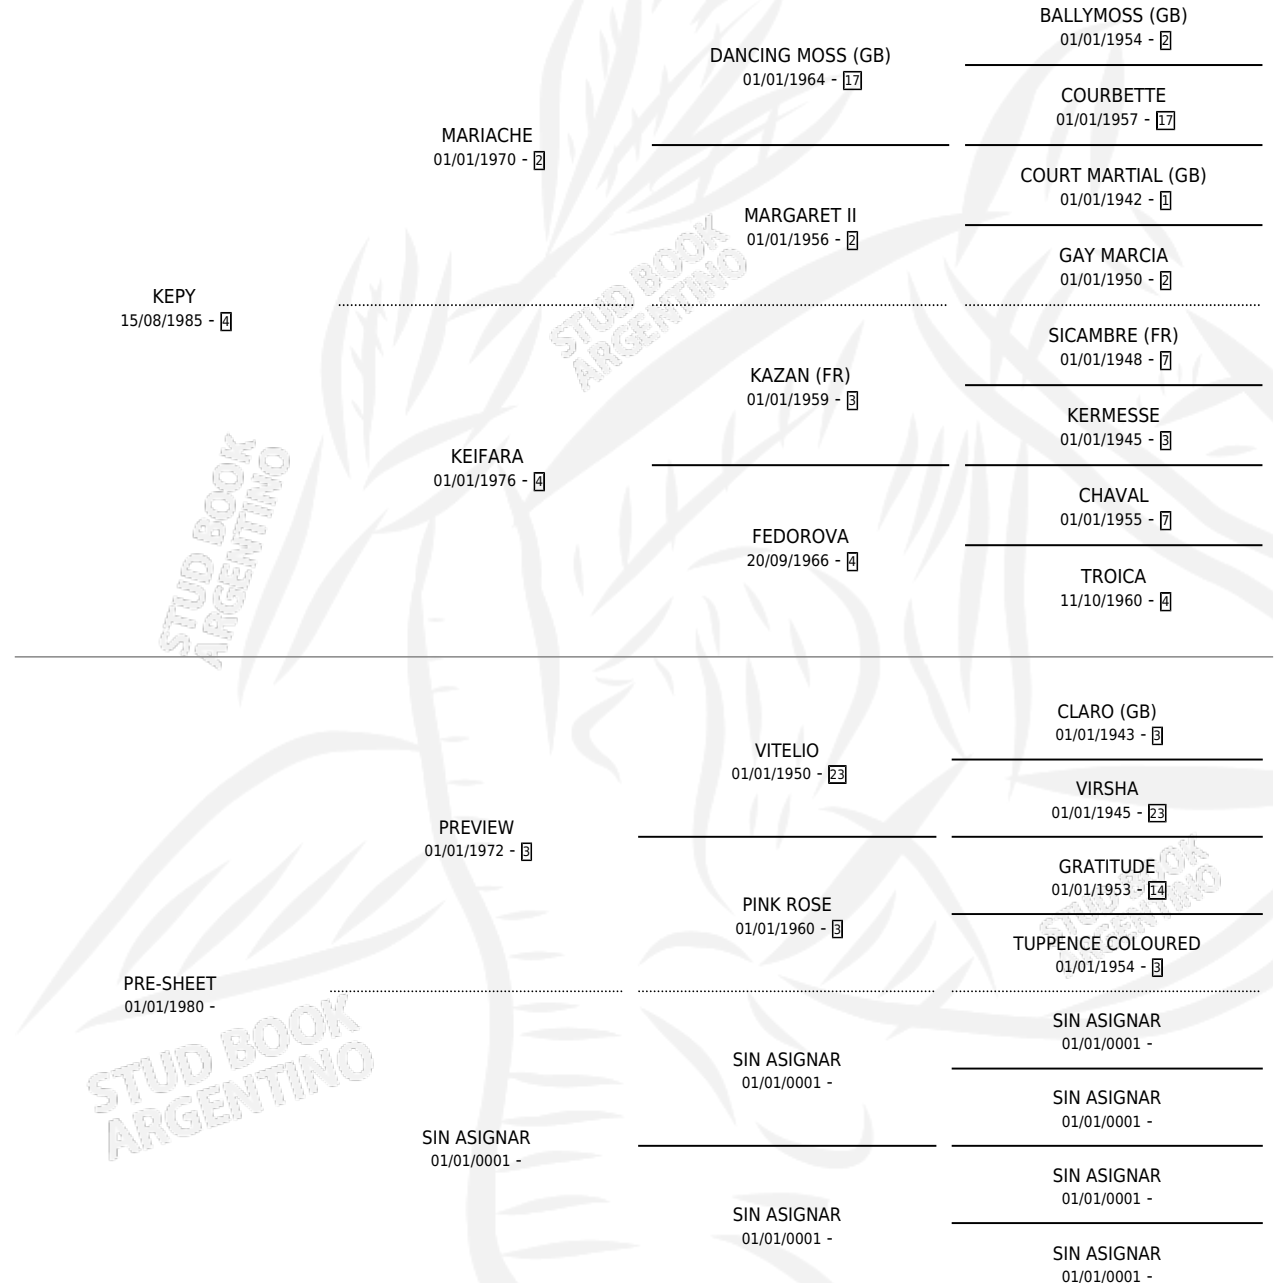 BALLYMOSS (GB)
01/01/1954 - 2
DANCING MOSS (GB)
01/01/1964 - 17
COURBETTE
01/01/1957 - 17
MARIACHE
01/01/1970 - 2
COURT MARTIAL (GB)
01/01/1942 - 1
MARGARET II
01/01/1956 - 2
GAY MARCIA
01/01/1950 - 2
KEPY
15/08/1985 - 4
STUD BOOK
ARGENTINO
SICAMBRE (FR)
01/01/1948 - 7
KAZAN (FR)
01/01/1959 - 3
KERMESSE
01/01/1945 - 3
KEIFARA
01/01/1976 - 4
CHAVAL
01/01/1955 - 7
FEDOROVA
20/09/1966 - 4
TROICA
11/10/1960 - 4
STUD BOOK
ARGENTINO
CLARO (GB)
01/01/1943 - 3
VITELIO
01/01/1950 - 23
VIRSHA
01/01/1945 - 23
PREVIEW
01/01/1972 - 3
GRATITUDE
01/01/1953 - 14
PINK ROSE
01/01/1960 - 3
TUPPENCE COLOURED
01/01/1954 - 3
STUD BOOK
ARGENTINO
PRE-SHEET
01/01/1980 -
SIN ASIGNAR
01/01/0001 -
SIN ASIGNAR
01/01/0001 -
SIN ASIGNAR
01/01/0001 -
STUD BOOK
ARGENTINO
SIN ASIGNAR
01/01/0001 -
SIN ASIGNAR
01/01/0001 -
SIN ASIGNAR
01/01/0001 -
SIN ASIGNAR
01/01/0001 -